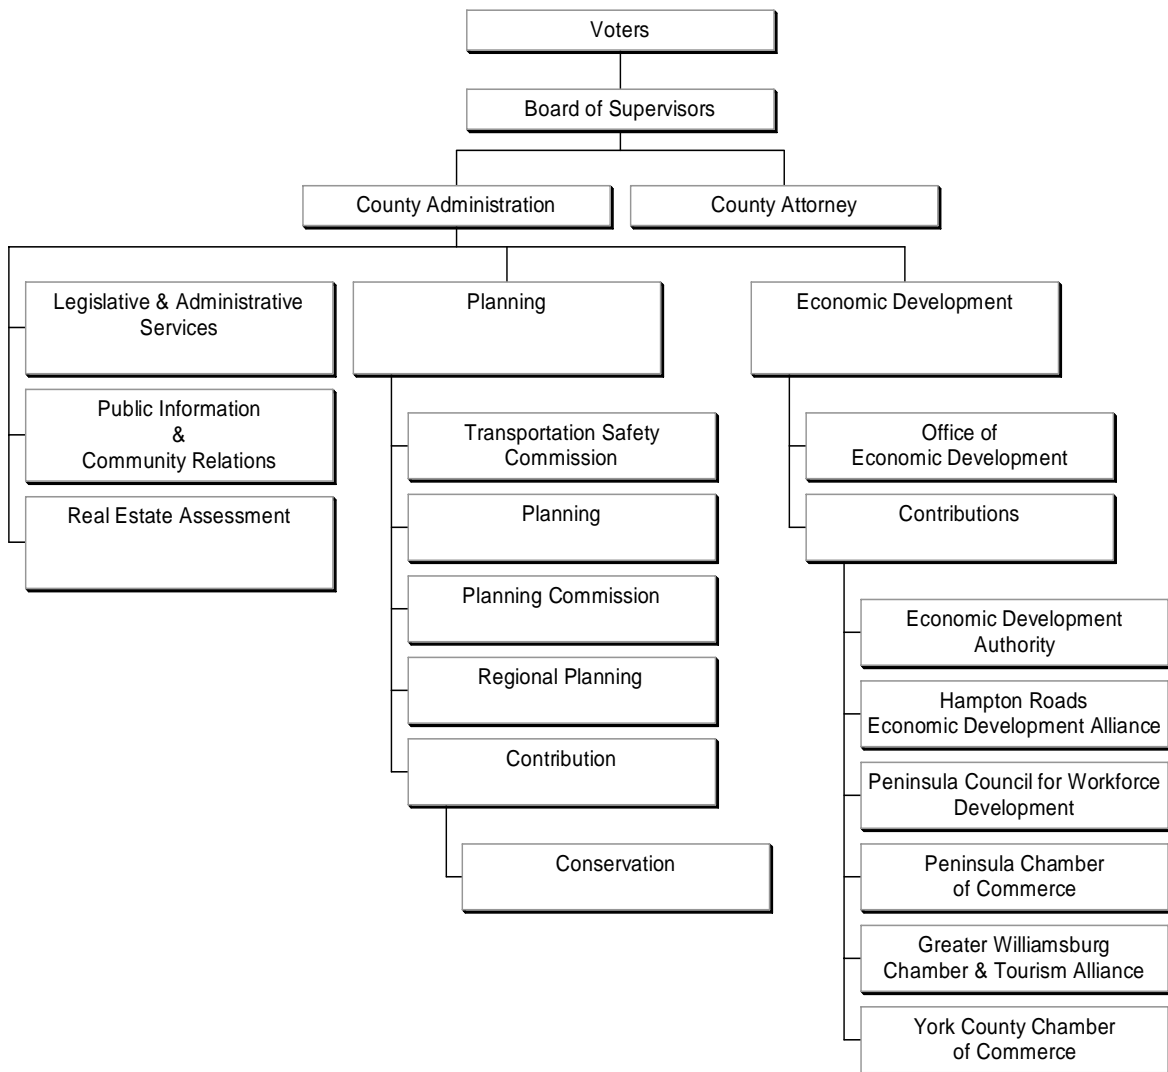 Voters
Board of Supervisors
County Administration
County Attorney
Legislative & Administrative
Services
Public Information
&
Community Relations
Real Estate Assessment
Planning
Transportation Safety
Commission
Planning
Planning Commission
Regional Planning
Contribution
Conservation
Economic Development
Office of
Economic Development
Contributions
Economic Development
Authority
Hampton Roads
Economic Development Alliance
Peninsula Council for Workforce
Development
Peninsula Chamber
of Commerce
Greater Williamsburg
Chamber & Tourism Alliance
York County Chamber
of Commerce